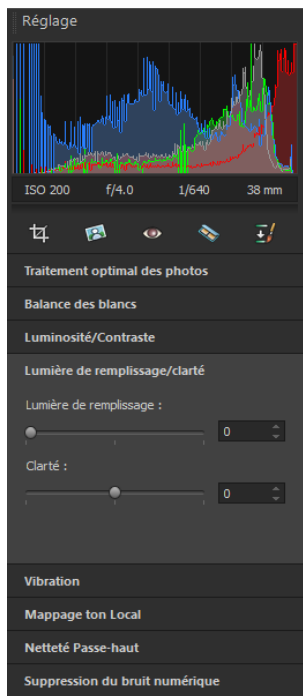 Réglage
ISO 200 f/4.0 1/640 38 mm
Traitement optimal des photos
Balance des blancs
Luminosité/Contraste
Lumière de remplissage/clarté
Lumière de remplissage :
0
Clarté :
0
Vibration
Mappage ton Local
Netteté Passe-haut
Suppression du bruit numérique